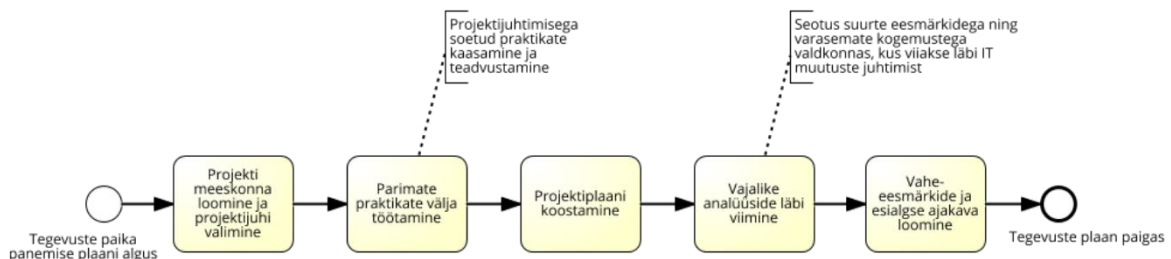 Projektijuhtimisega
soetud praktikate
kaasamine ja
teadvustamine
Seotus suurte eesmärkidega ning
varasemate kogemustega
valdkonnas, kus viiakse läbi IT
muutuste juhtimist
Tegevuste paika
panemise plaani algus
Projekti
meeskonna
loomine ja
projektijuhi
valimine
Parimate
praktikate välja
töötamine
Projektiplaani
koostamine
Vajalike
analüüside läbi
viimine
Vahe-
eesmärkide ja
esialgse ajakava
loomine
Tegevuste plaan paigas